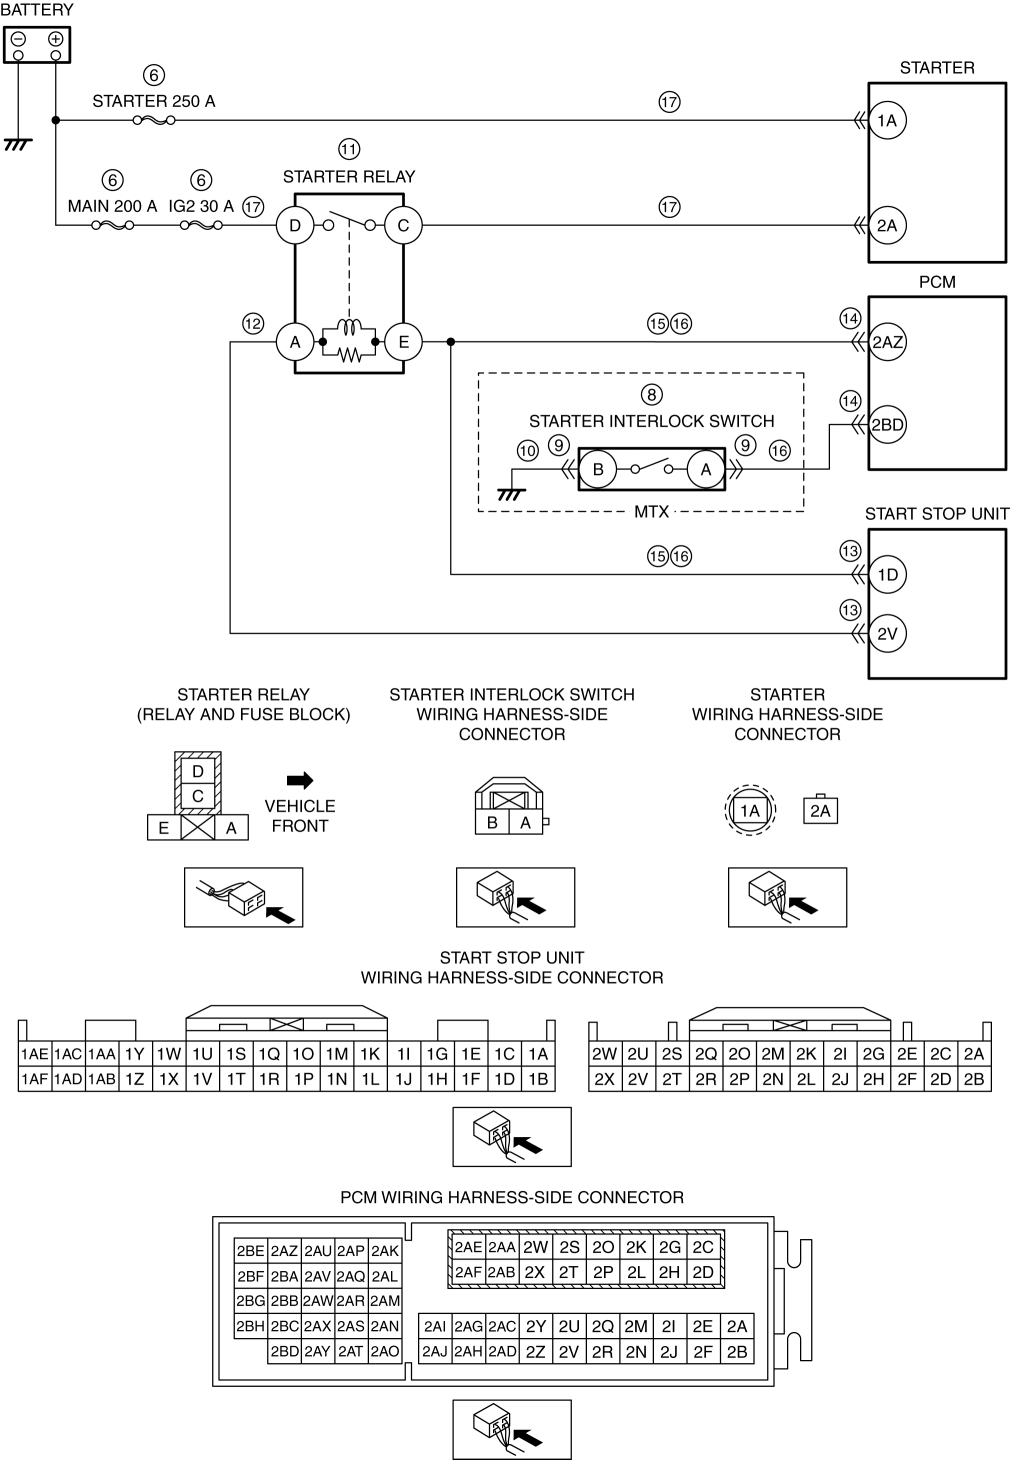 BATTERY
− +
6
STARTER 250 A
17
STARTER
1A
11
STARTER RELAY
6 6
MAIN 200 A IG2 30 A 17
D C
17
2A
PCM
12
A E
15 16
14
2AZ
8
STARTER INTERLOCK SWITCH
14
2BD
10 9 B A 9 16
MTX
START STOP UNIT
15 16
13
1D
13
2V
STARTER RELAY
(RELAY AND FUSE BLOCK)
D
C
E A
VEHICLE
FRONT
STARTER INTERLOCK SWITCH
WIRING HARNESS-SIDE
CONNECTOR
B A
STARTER
WIRING HARNESS-SIDE
CONNECTOR
1A 2A
START STOP UNIT
WIRING HARNESS-SIDE CONNECTOR
1AE 1AC 1AA 1Y 1W 1U 1S 1Q 1O 1M 1K 1I 1G 1E 1C 1A
1AF 1AD 1AB 1Z 1X 1V 1T 1R 1P 1N 1L 1J 1H 1F 1D 1B
2W 2U 2S 2Q 2O 2M 2K 2I 2G 2E 2C 2A
2X 2V 2T 2R 2P 2N 2L 2J 2H 2F 2D 2B
PCM WIRING HARNESS-SIDE CONNECTOR
2BE 2AZ 2AU 2AP 2AK
2BF 2BA 2AV 2AQ 2AL
2BG 2BB 2AW 2AR 2AM
2BH 2BC 2AX 2AS 2AN
2BD 2AY 2AT 2AO
2AE 2AA 2W 2S 2O 2K 2G 2C
2AF 2AB 2X 2T 2P 2L 2H 2D
2AI 2AG 2AC 2Y 2U 2Q 2M 2I 2E 2A
2AJ 2AH 2AD 2Z 2V 2R 2N 2J 2F 2B